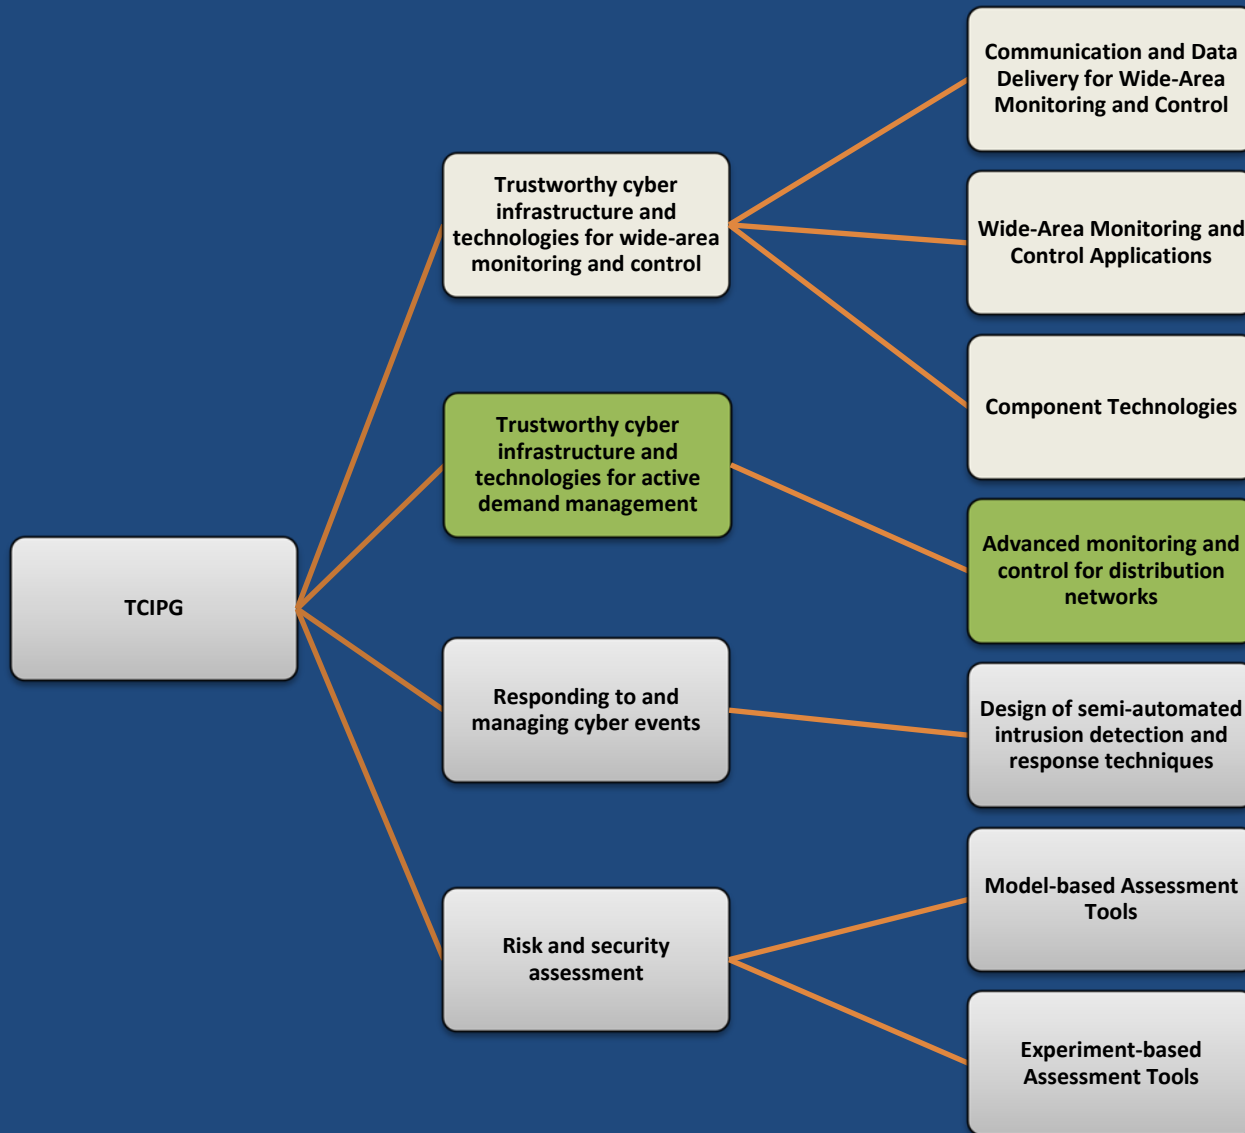 TCIPG
Trustworthy cyber
infrastructure and
technologies for wide-area
monitoring and control
Communication and Data
Delivery for Wide-Area
Monitoring and Control
Wide-Area Monitoring and
Control Applications
Component Technologies
Trustworthy cyber
infrastructure and
technologies for active
demand management
Advanced monitoring and
control for distribution
networks
Responding to and
managing cyber events
Design of semi-automated
intrusion detection and
response techniques
Risk and security
assessment
Model-based Assessment
Tools
Experiment-based
Assessment Tools